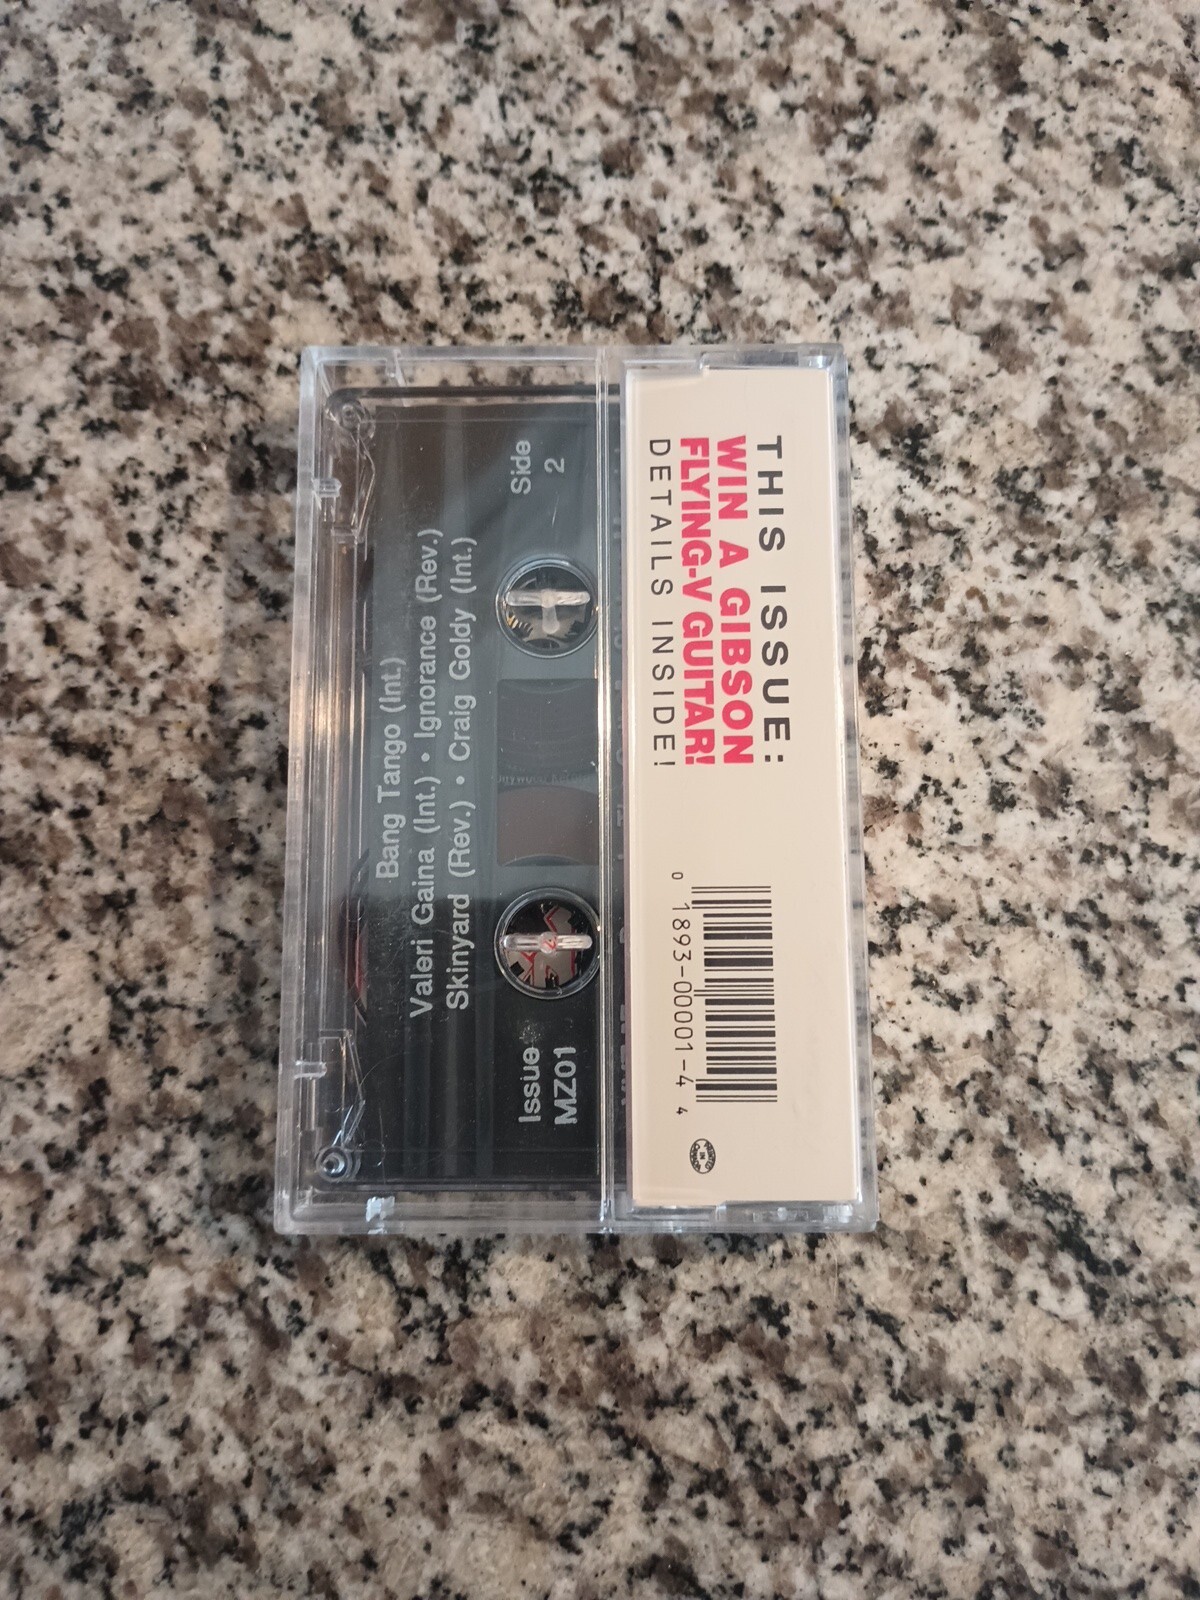 Bang Tango (Int.)
Valeri Gaina (Int.) • Ignorance (Rev.)
Skinyard (Rev.) • Craig Goldy (Int.)
Side
2
Issue
MZ01
THIS ISSUE:
WIN A GIBSON
FLYING-V GUITAR!
DETAILS INSIDE!
0 1893-00001-4 4